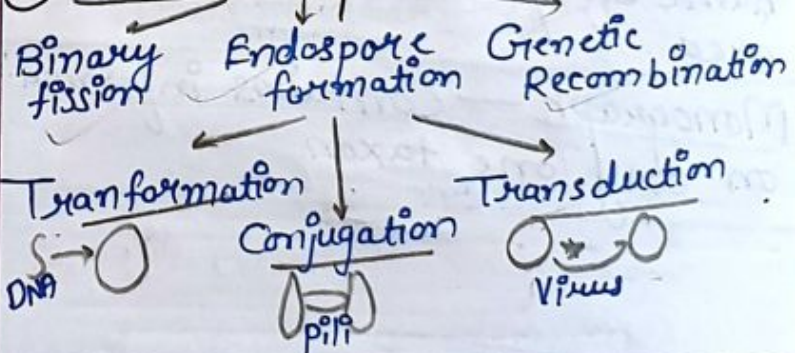 Binary fission
Endospore formation
Genetic Recombination
Tranformation
Conjugation
Transduction
DNA
Pili
Virus